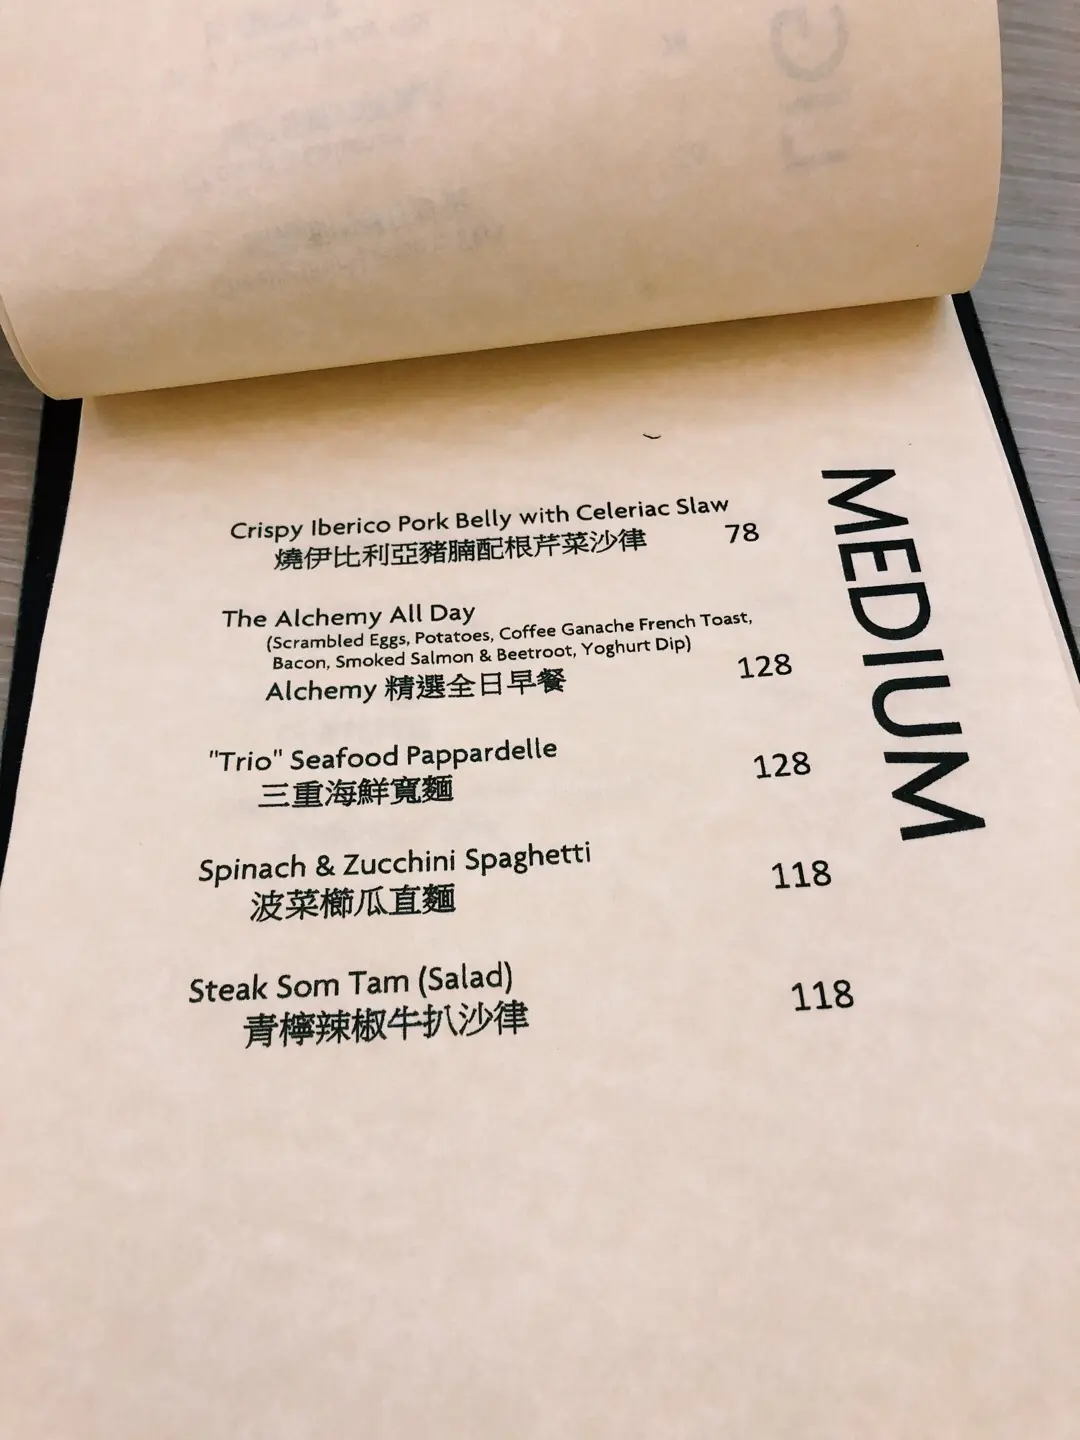 MEDIUM
Crispy Iberico Pork Belly with Celeriac Slaw
燒伊比利亞豬腩配根芹菜沙律 78
The Alchemy All Day
(Scrambled Eggs, Potatoes, Coffee Ganache French Toast,
Bacon, Smoked Salmon & Beetroot, Yoghurt Dip)
Alchemy 精選全日早餐 128
"Trio" Seafood Pappardelle
三重海鮮寬麵 128
Spinach & Zucchini Spaghetti
波菜櫛瓜直麵 118
Steak Som Tam (Salad)
青檸辣椒牛扒沙律 118